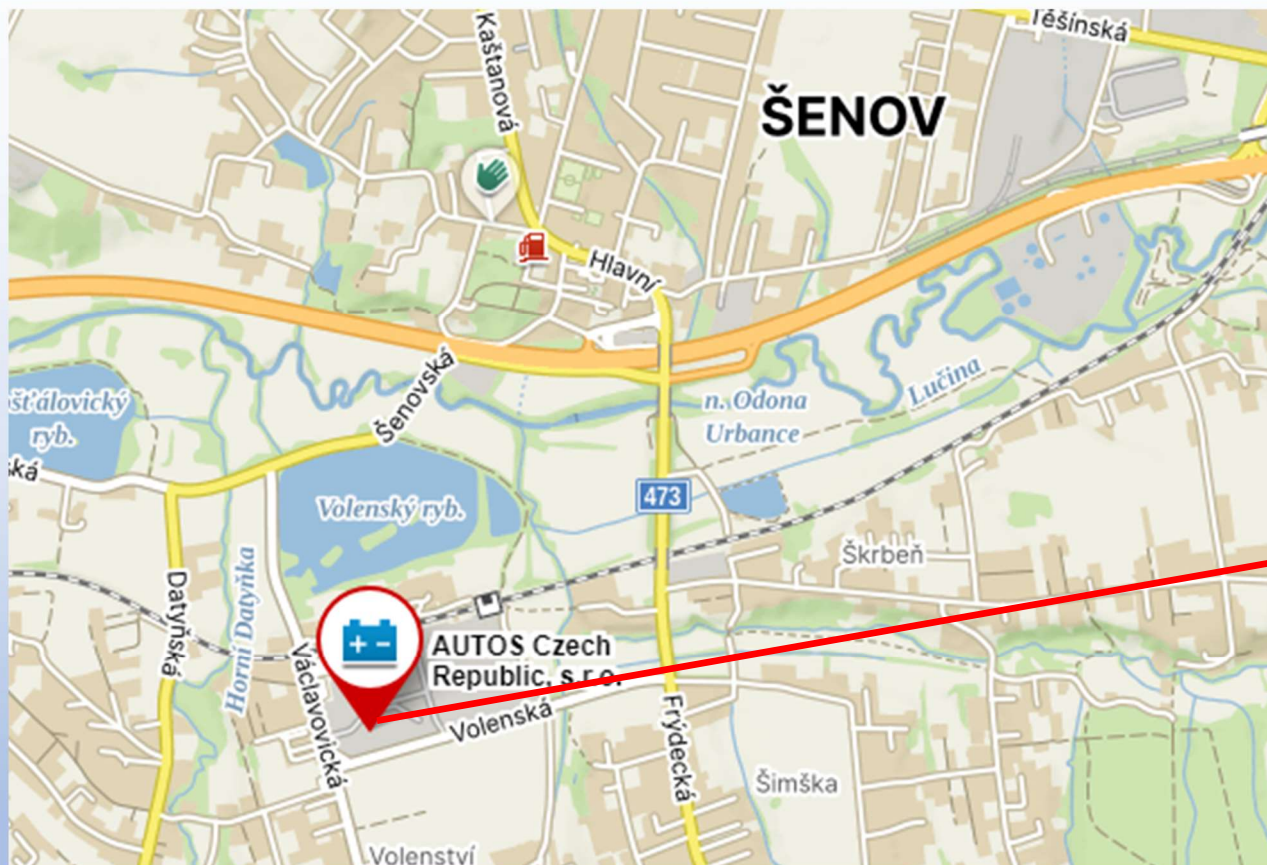 Těšínská
Kaštanová
ŠENOV
Hlavní
Šenovská
n. Odona
Urbance
Lučina
šťálovický
ryb.
ská
Volenský ryb.
473
Škrbeň
Datyňská
Horní Datyňka
Václavovická
+ -
AUTOS Czech
Republic, s.r.o.
Volenská
Frýdecká
Šimška
Volenství